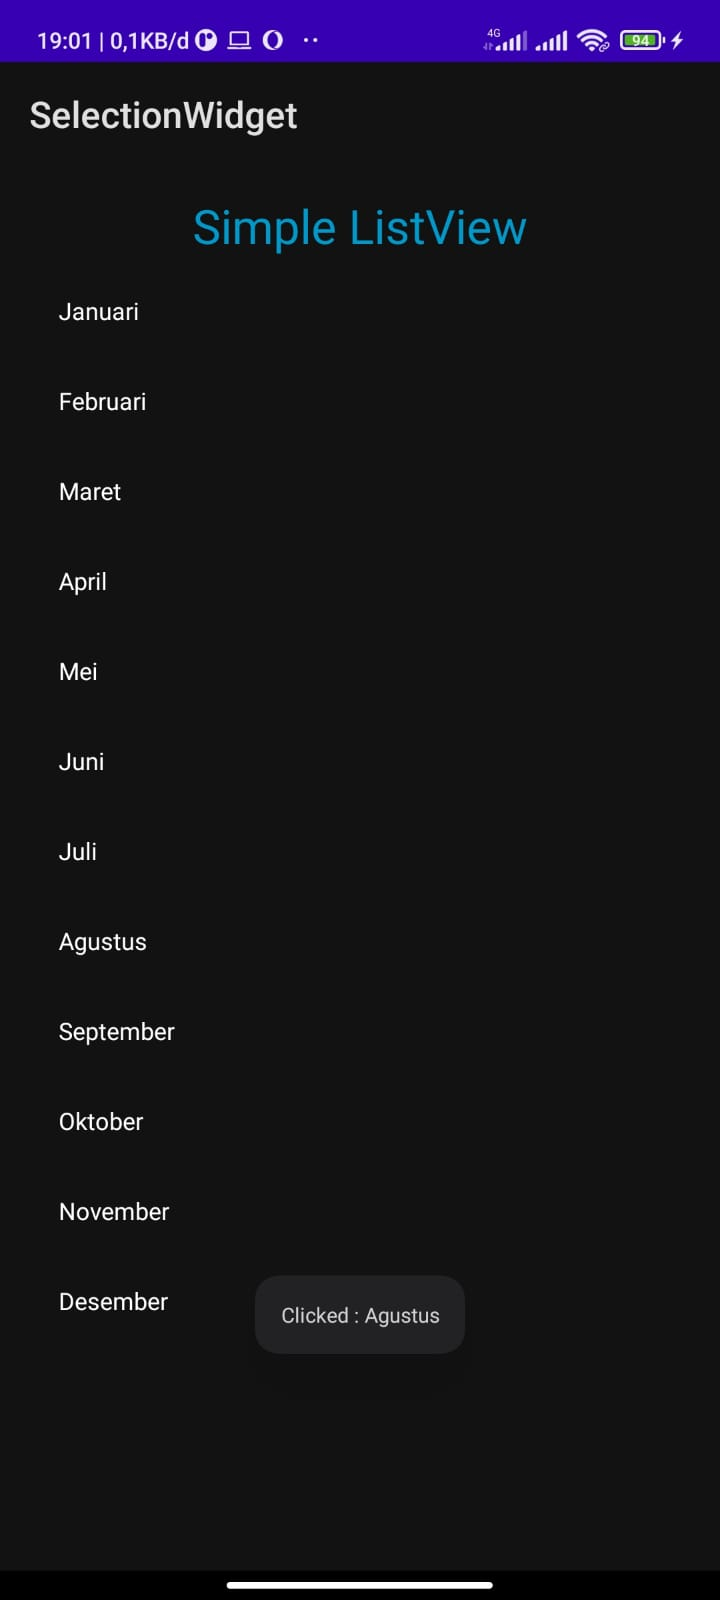 19:01 | 0,1KB/d
4G
94
SelectionWidget
Simple ListView
Januari
Februari
Maret
April
Mei
Juni
Juli
Agustus
September
Oktober
November
Desember
Clicked : Agustus